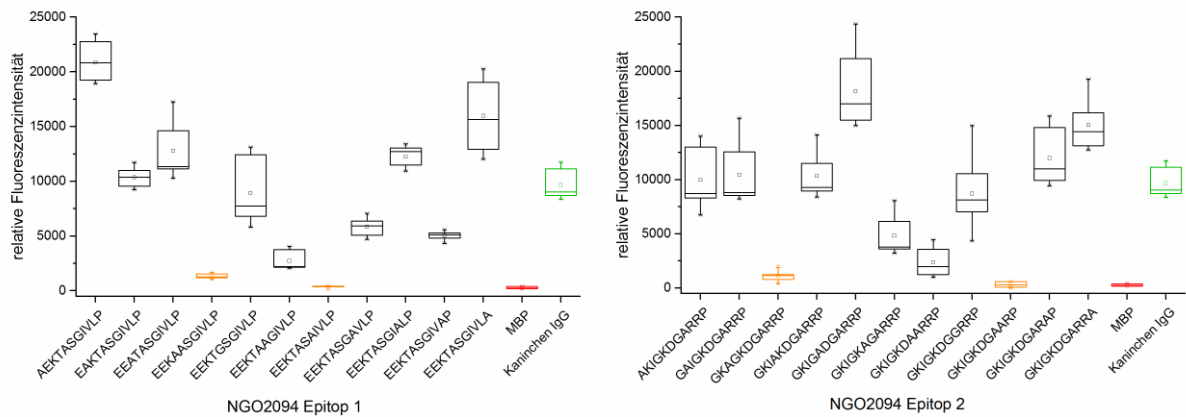 relative Fluoreszenzintensität
25000
20000
15000
10000
5000
0
AEKTASGIVLP
EAKTASGIVLP
EEATASGIVLP
EEKAASGIVLP
EEKTGSGIVLP
EEKTAAGIVLP
EEKTASAIVLP
EEKTASGAVLP
EEKTASGIALP
EEKTASGIVAP
EEKTASGIVLA
MBP
Kaninchen IgG
NGO2094 Epitop 1
relative Fluoreszenzintensität
25000
20000
15000
10000
5000
0
AKIGKDGARRP
GAIGKDGARRP
GKAGKDGARRP
GKIAKDGARRP
GKIGADGARRP
GKIGKAGARRP
GKIGKDAARRP
GKIGKDGGRRP
GKIGKDGAARP
GKIGKDGARAP
GKIGKDGARRA
MBP
Kaninchen IgG
NGO2094 Epitop 2